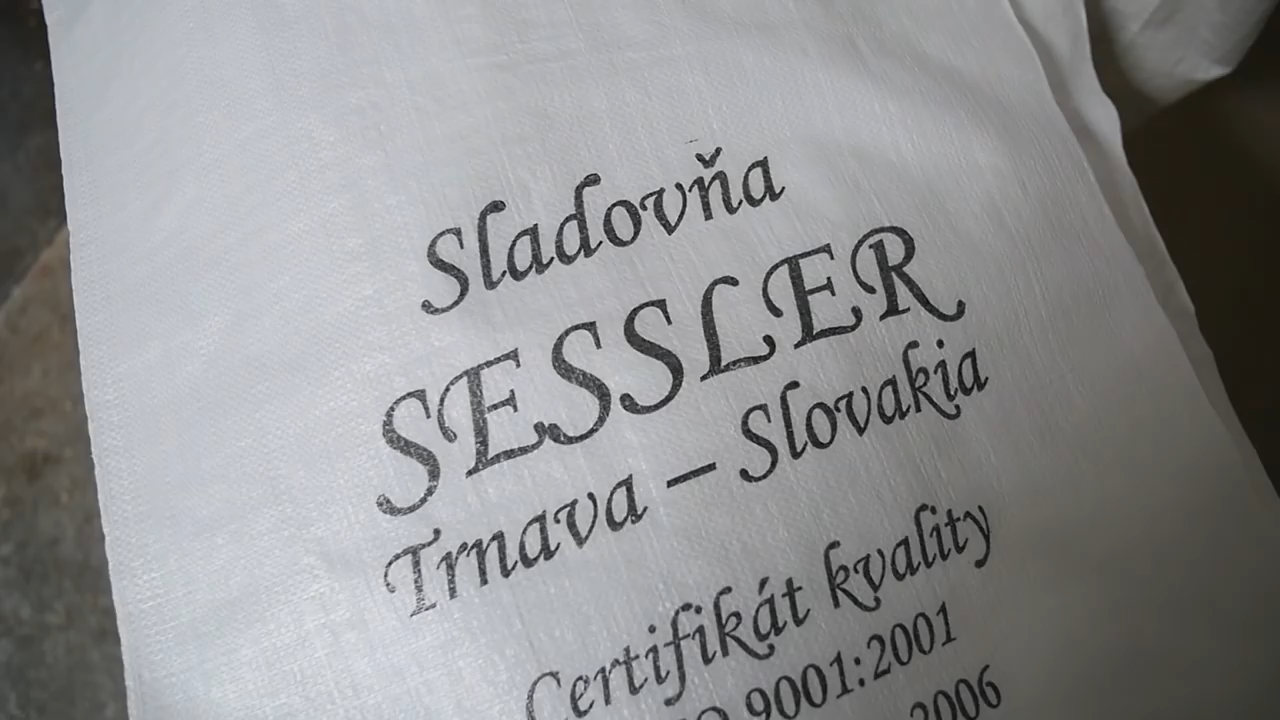 Sladovňa
SESSLER
Trnava – Slovakia
Certifikát kvality
9001:2001
2006